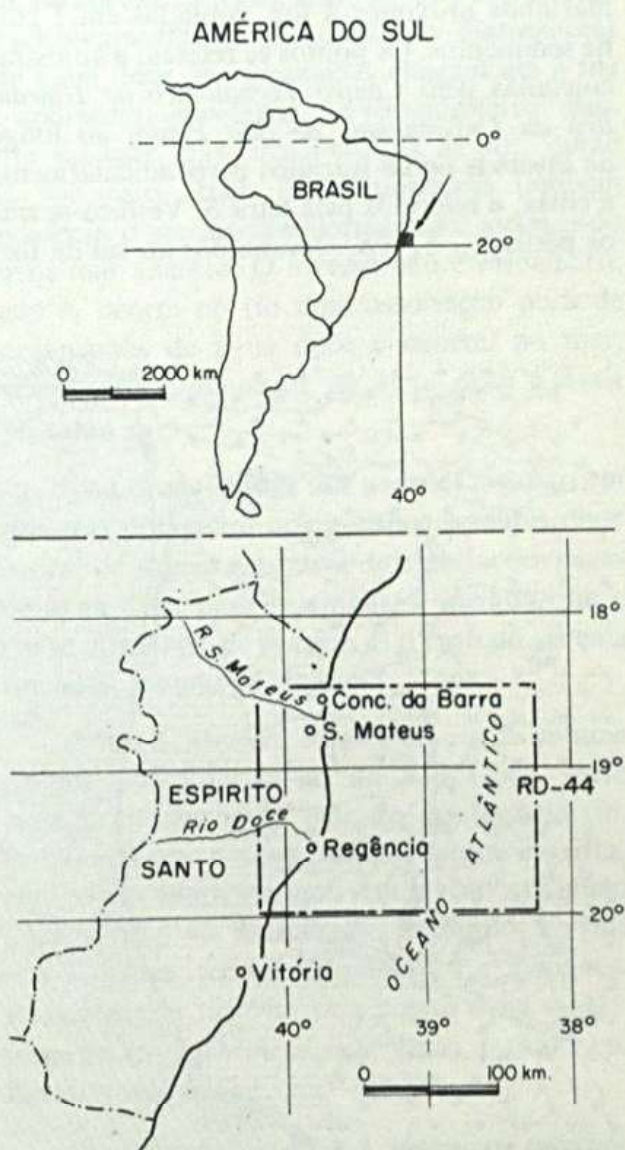 AMÉRICA DO SUL
0°
BRASIL
20°
0 2000 km.
40°
18°
R. S. Mateus
Conc. da Barra
S. Mateus
19°
ESPIRITO
RD-44
ATLÂNTICO
Rio Doce
Regência
SANTO
20°
OCEANO
Vitória
40° 39° 38°
0 100 km.